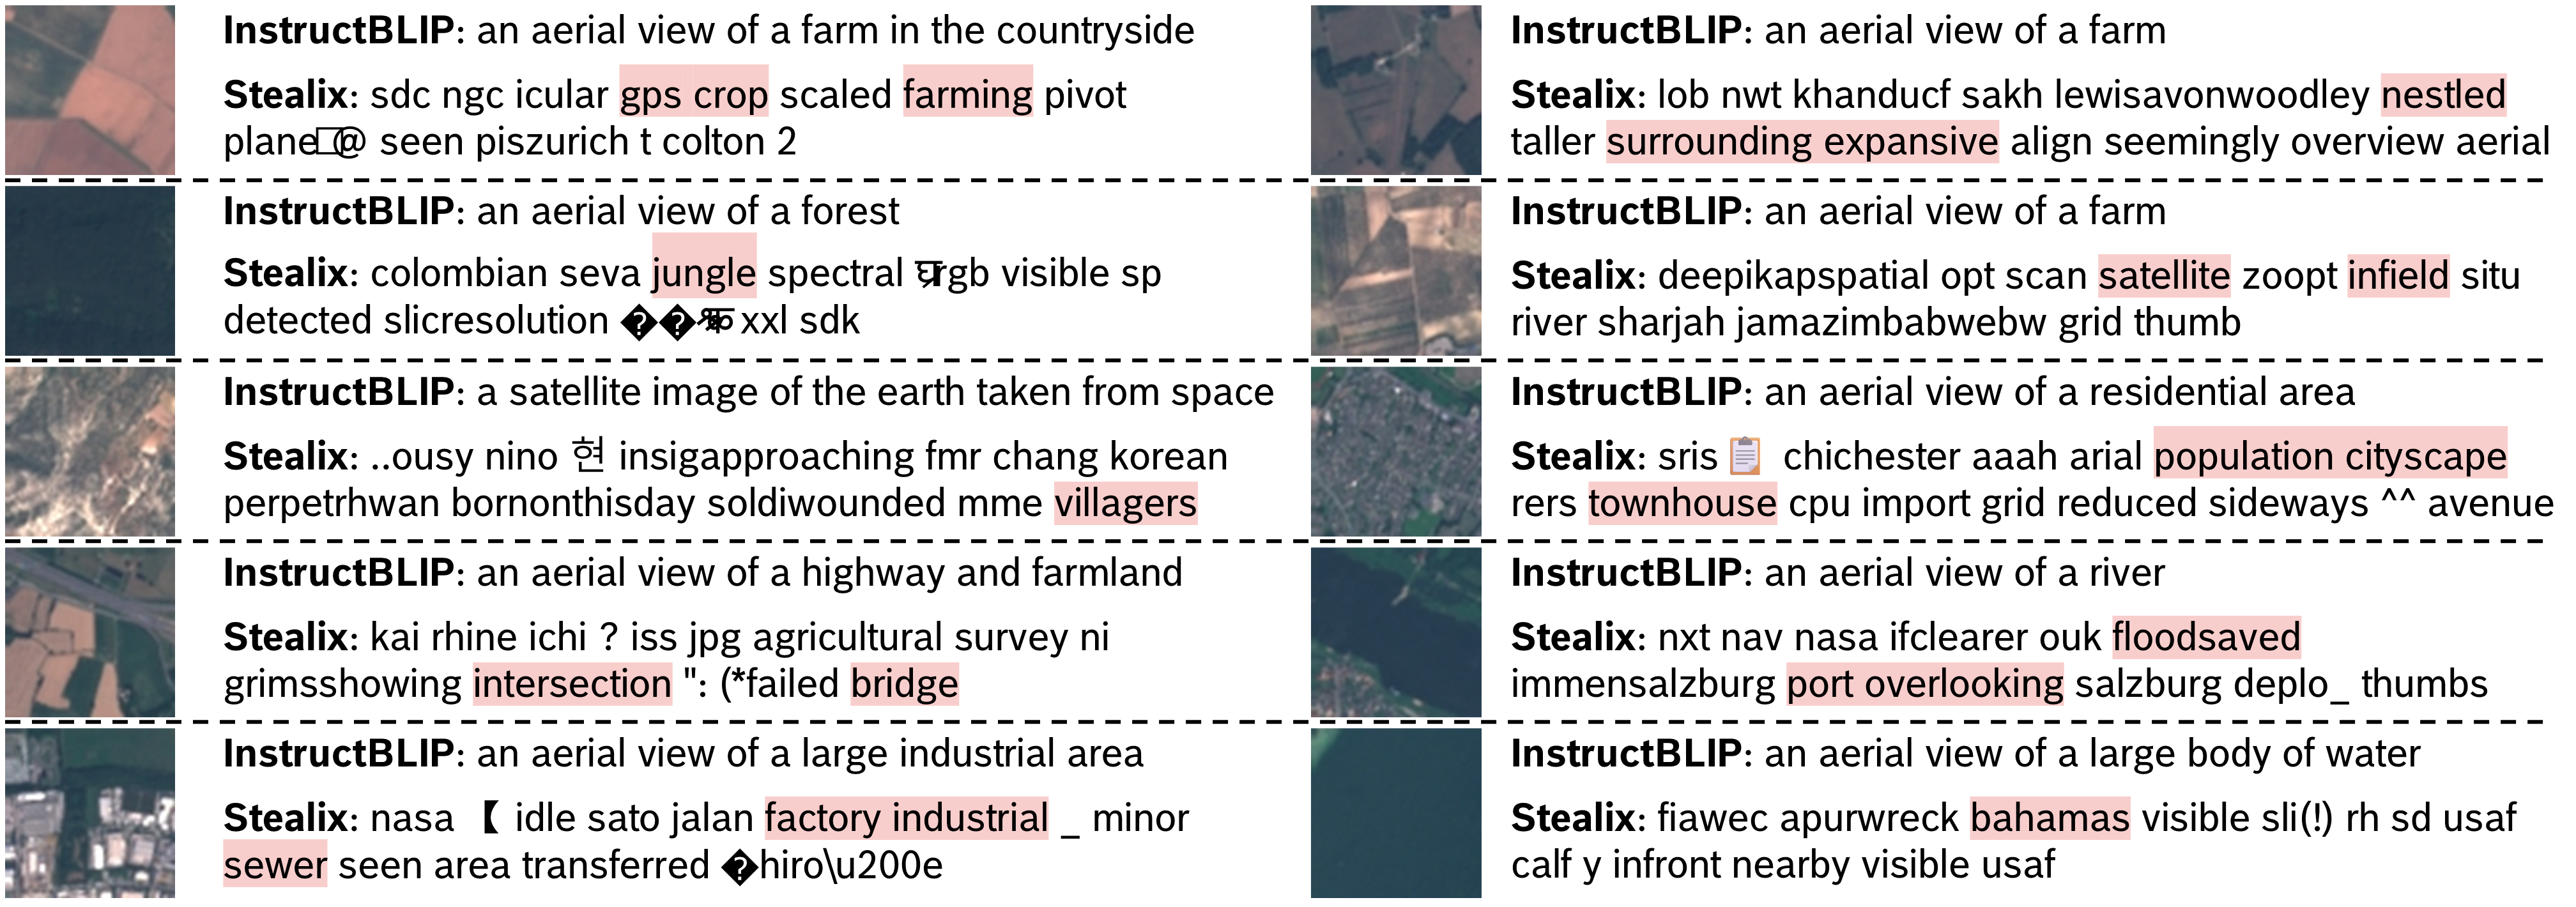 InstructBLIP: an aerial view of a farm in the countryside
Stealix: sdc ngc icular gps crop scaled farming pivot
plane□@ seen piszurich t colton 2
InstructBLIP: an aerial view of a farm
Stealix: lob nwt khanducf sakh lewisavonwoodley nestled
taller surrounding expansive align seemingly overview aerial
InstructBLIP: an aerial view of a forest
Stealix: colombian seva jungle spectral rgb visible sp
detected slicresolution �� xxl sdk
InstructBLIP: an aerial view of a farm
Stealix: deepikapspatial opt scan satellite zoopt infield situ
river sharjah jamazimbabwebw grid thumb
InstructBLIP: a satellite image of the earth taken from space
Stealix: ..ousy nino 현 insigapproaching fmr chang korean
perpetrhwan bornonthisday soldiwounded mme villagers
InstructBLIP: an aerial view of a residential area
Stealix: sris 📋 chichester aaah arial population cityscape
rers townhouse cpu import grid reduced sideways ^^ avenue
InstructBLIP: an aerial view of a highway and farmland
Stealix: kai rhine ichi ? iss jpg agricultural survey ni
grimsshowing intersection ": (*failed bridge
InstructBLIP: an aerial view of a river
Stealix: nxt nav nasa ifclearer ouk floodsaved
immensalzburg port overlooking salzburg deplo_ thumbs
InstructBLIP: an aerial view of a large industrial area
Stealix: nasa 【 idle sato jalan factory industrial _ minor
sewer seen area transferred �hiro\u200e
InstructBLIP: an aerial view of a large body of water
Stealix: fiawec apurwreck bahamas visible sli(!) rh sd usaf
calf y infront nearby visible usaf